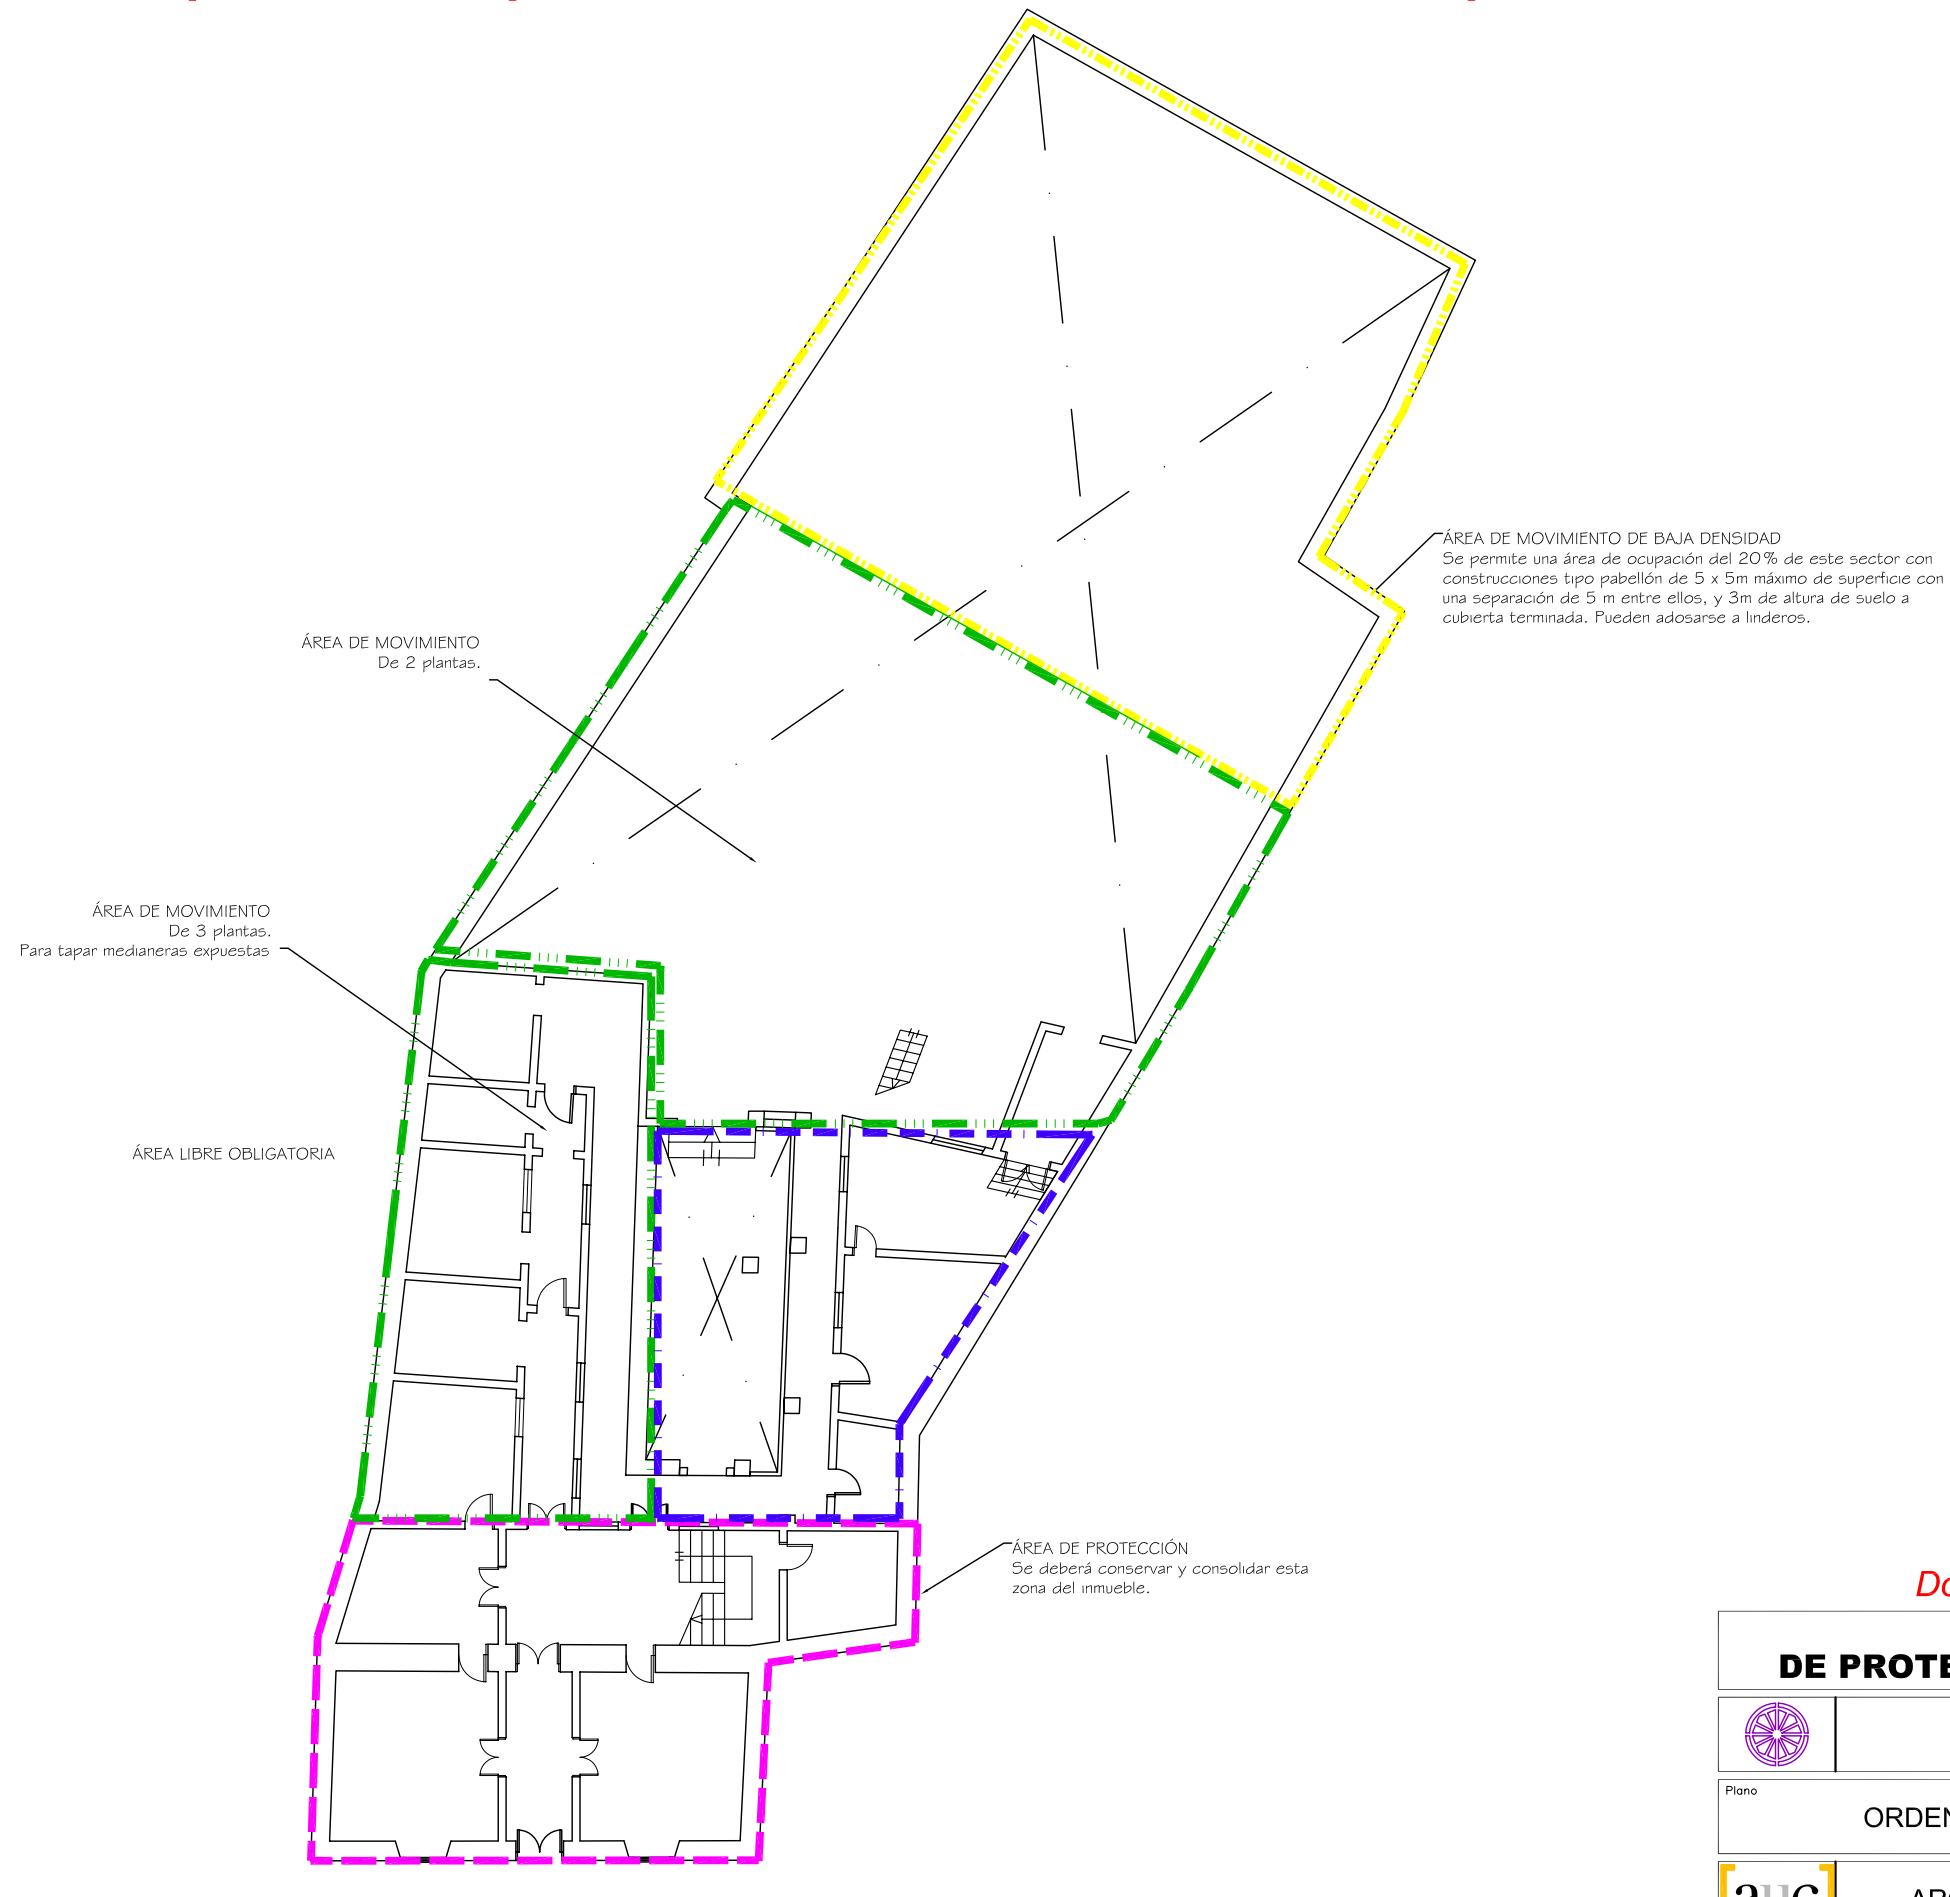 ÁREA DE MOVIMIENTO DE BAJA DENSIDAD
Se permite una área de ocupación del 20% de este sector con
construcciones tipo pabellón de 5 x 5m máximo de superficie con
una separación de 5 m entre ellos, y 3m de altura de suelo a
cubierta terminada. Pueden adosarse a linderos.
ÁREA DE MOVIMIENTO
De 2 plantas.
ÁREA DE MOVIMIENTO
De 3 plantas.
Para tapar medianeras expuestas
ÁREA LIBRE OBLIGATORIA
ÁREA DE PROTECCIÓN
Se deberá conservar y consolidar esta
zona del inmueble.
DE PROTE
Plano
ORDEN
auc